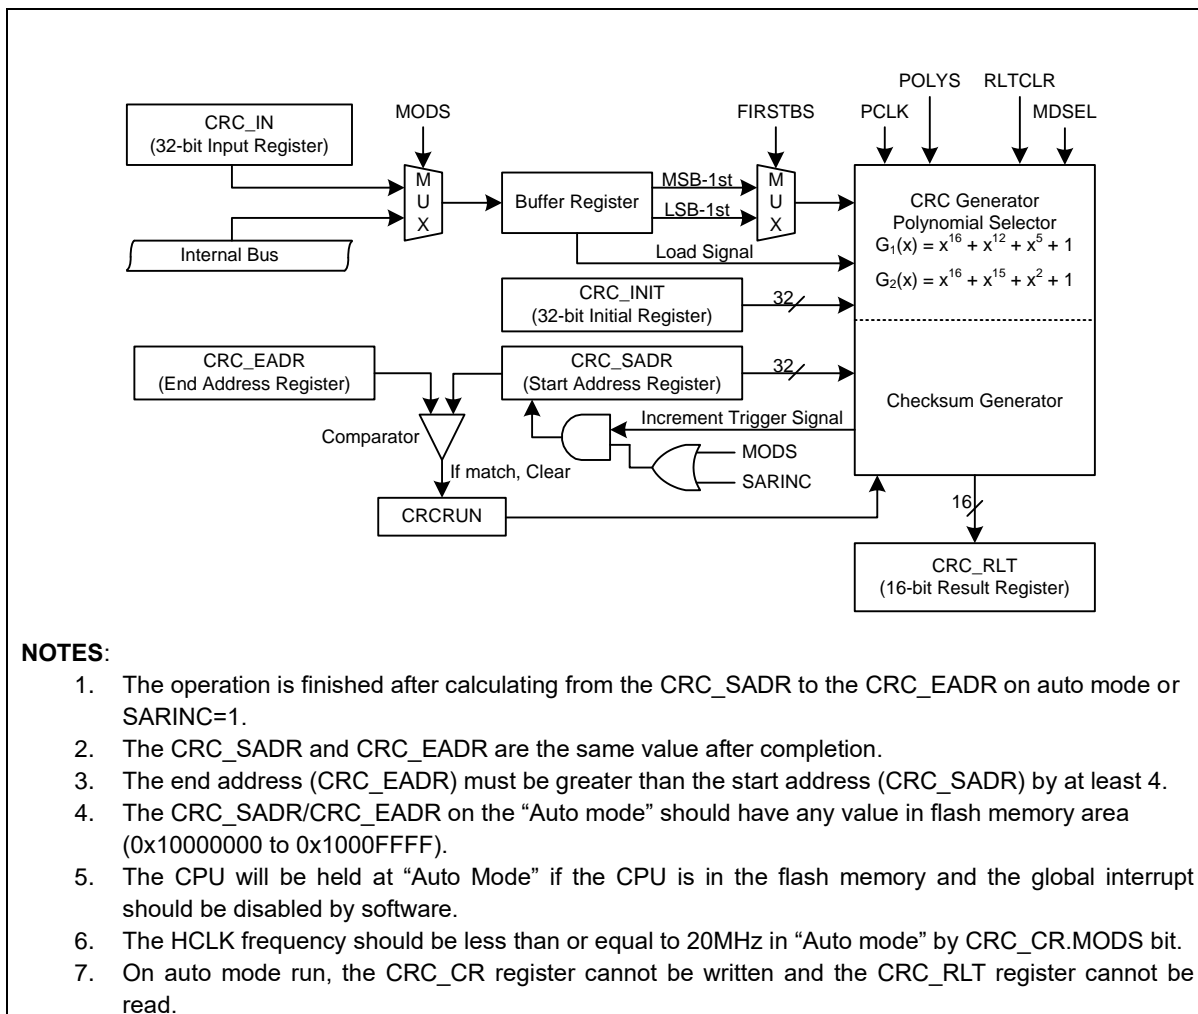 POLYS RLTCLR
MODS FIRSTBS PCLK MDSEL
CRC_IN
(32-bit Input Register)
M
U
X
Internal Bus
Buffer Register
MSB-1st
LSB-1st
Load Signal
M
U
X
CRC Generator
Polynomial Selector
G₁(x) = x¹⁶ + x¹² + x⁵ + 1
G₂(x) = x¹⁶ + x¹⁵ + x² + 1
CRC_INIT
(32-bit Initial Register)
32
CRC_EADR
(End Address Register)
CRC_SADR
(Start Address Register)
32
Checksum Generator
Increment Trigger Signal
Comparator
MODS
SARINC
If match, Clear
CRCRUN
16
CRC_RLT
(16-bit Result Register)
NOTES:
1. The operation is finished after calculating from the CRC_SADR to the CRC_EADR on auto mode or
SARINC=1.
2. The CRC_SADR and CRC_EADR are the same value after completion.
3. The end address (CRC_EADR) must be greater than the start address (CRC_SADR) by at least 4.
4. The CRC_SADR/CRC_EADR on the “Auto mode” should have any value in flash memory area
(0x10000000 to 0x1000FFFF).
5. The CPU will be held at “Auto Mode” if the CPU is in the flash memory and the global interrupt
should be disabled by software.
6. The HCLK frequency should be less than or equal to 20MHz in “Auto mode” by CRC_CR.MODS bit.
7. On auto mode run, the CRC_CR register cannot be written and the CRC_RLT register cannot be
read.